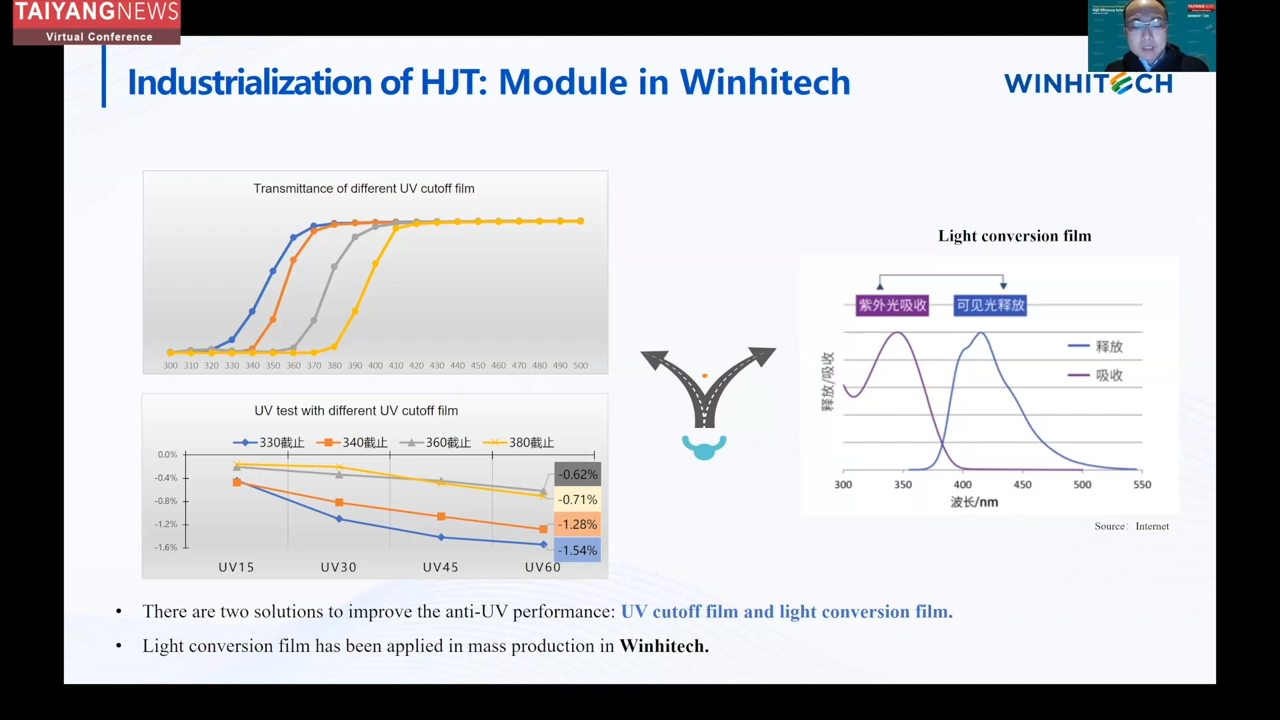 TAIYANGNEWS
Virtual Conference
Industrialization of HJT: Module in Winhitech
WINHITECH
Transmittance of different UV cutoff film
300 310 320 330 340 350 360 370 380 390 400 410 420 430 440 450 460 470 480 490 500
UV test with different UV cutoff film
330截止 340截止 360截止 380截止
0.0%
-0.4%
-0.8%
-1.2%
-1.6%
-0.62%
-0.71%
-1.28%
-1.54%
UV15 UV30 UV45 UV60
Light conversion film
紫外光吸收 可见光释放
释放
吸收
释放/吸收
300 350 400 450 500 550
波长/nm
Source: Internet
• There are two solutions to improve the anti-UV performance: UV cutoff film and light conversion film.
• Light conversion film has been applied in mass production in Winhitech.